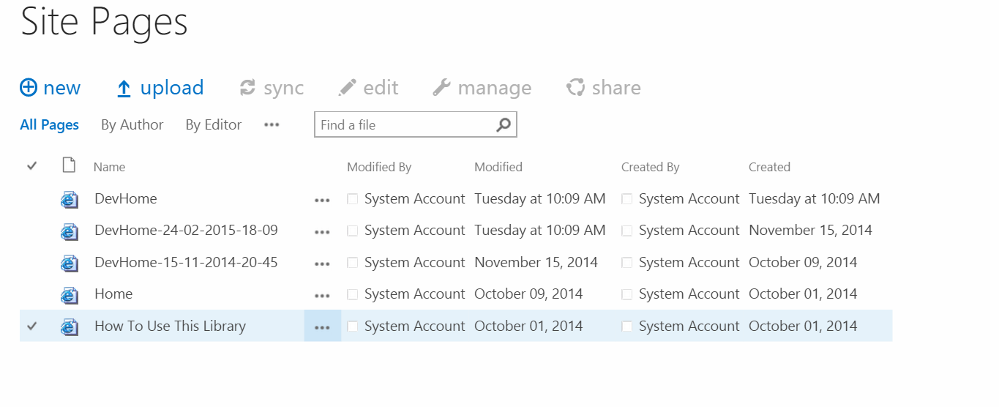 Site Pages
new upload sync edit manage share
All Pages By Author By Editor ••• Find a file
Name Modified By Modified Created By Created
DevHome ••• System Account Tuesday at 10:09 AM System Account Tuesday at 10:09 AM
DevHome-24-02-2015-18-09 ••• System Account Tuesday at 10:09 AM System Account November 15, 2014
DevHome-15-11-2014-20-45 ••• System Account November 15, 2014 System Account October 09, 2014
Home ••• System Account October 09, 2014 System Account October 01, 2014
How To Use This Library ••• System Account October 01, 2014 System Account October 01, 2014